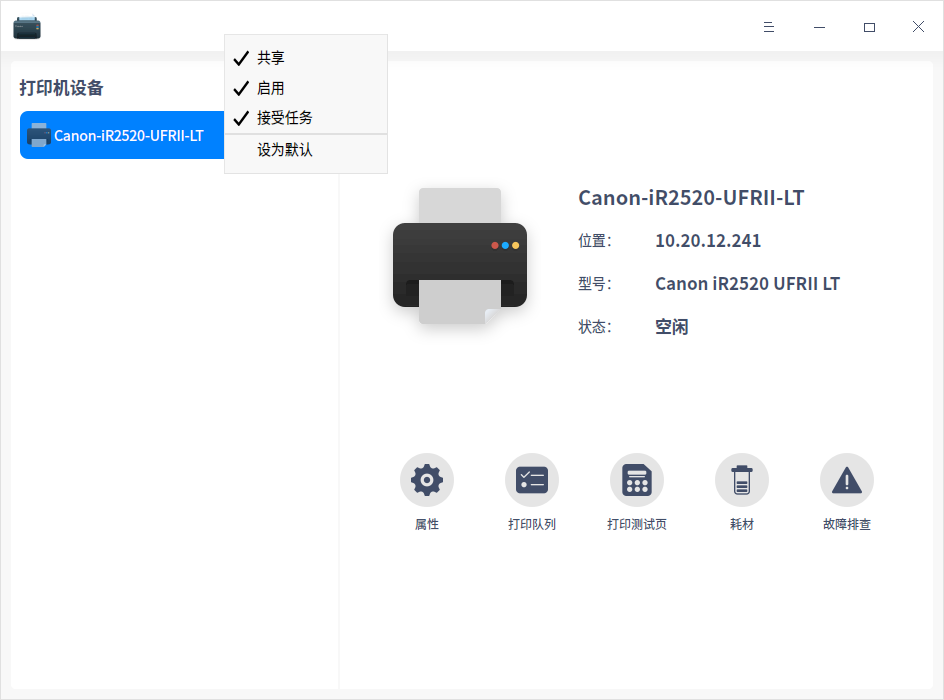 共享
启用
接受任务
设为默认
打印机设备
Canon-iR2520-UFRII-LT
Canon-iR2520-UFRII-LT
位置： 10.20.12.241
型号： Canon iR2520 UFRII LT
状态： 空闲
属性 打印队列 打印测试页 耗材 故障排查